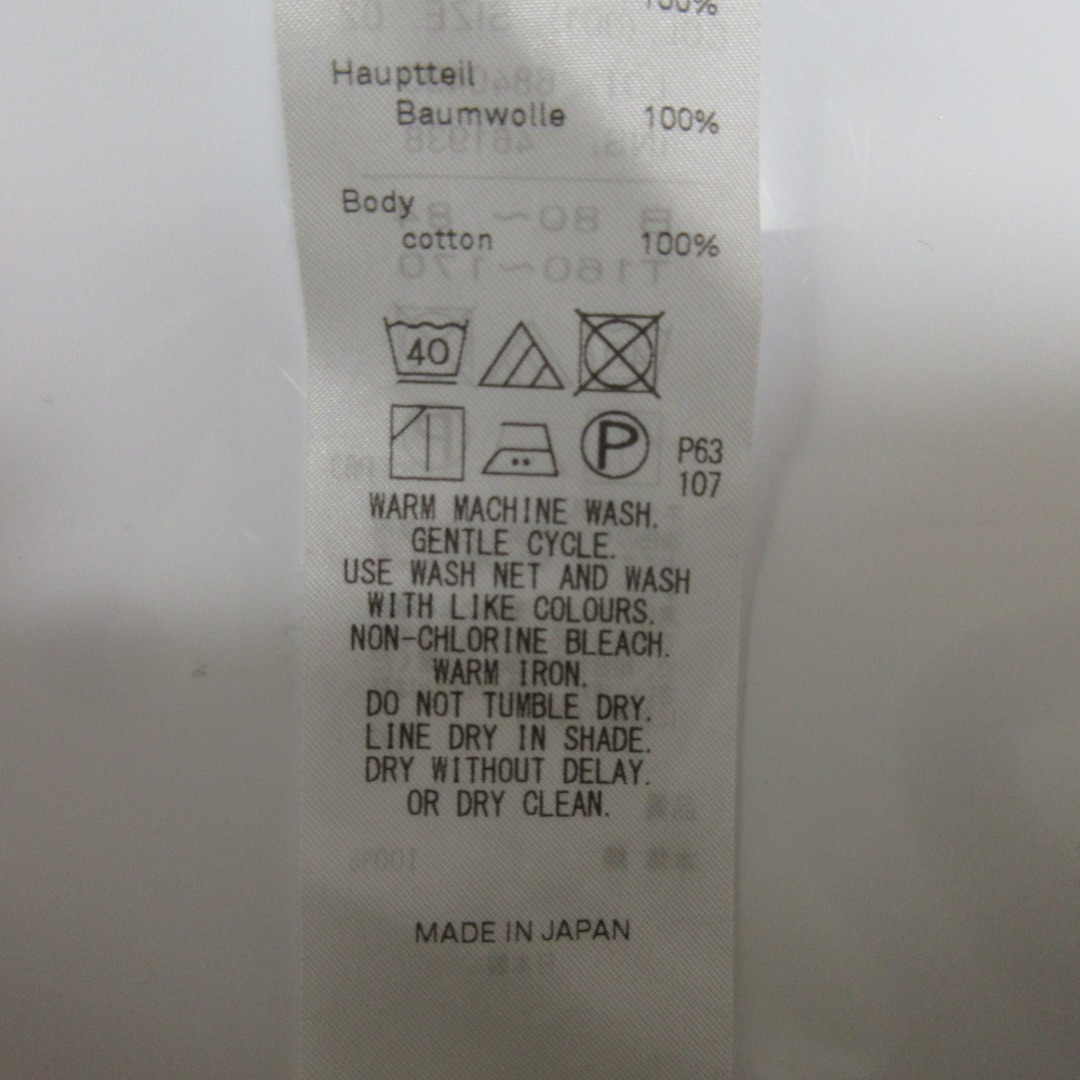 100%
Hauptteil
Baumwolle 100%
Body
cotton 100%
40
P P63
107
WARM MACHINE WASH.
GENTLE CYCLE.
USE WASH NET AND WASH
WITH LIKE COLOURS.
NON-CHLORINE BLEACH.
WARM IRON.
DO NOT TUMBLE DRY.
LINE DRY IN SHADE.
DRY WITHOUT DELAY.
OR DRY CLEAN.
MADE IN JAPAN